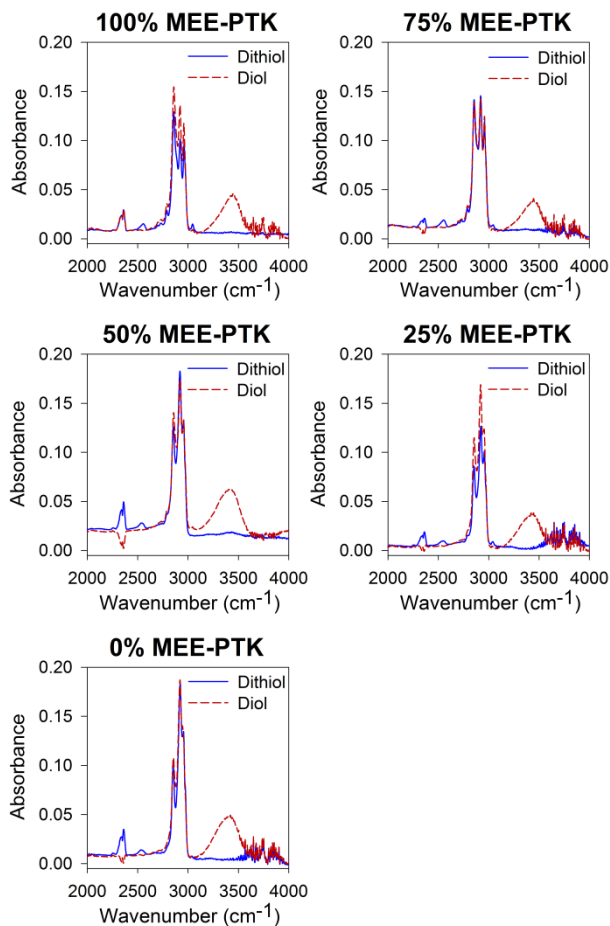 100% MEE-PTK
75% MEE-PTK
0.20
0.15
0.10
0.05
0.00
Absorbance
Dithiol
Diol
2000 2500 3000 3500 4000
Wavenumber (cm-1)
0.20
0.15
0.10
0.05
0.00
Absorbance
Dithiol
Diol
2000 2500 3000 3500 4000
Wavenumber (cm-1)
50% MEE-PTK
25% MEE-PTK
0.20
0.15
0.10
0.05
0.00
Absorbance
Dithiol
Diol
2000 2500 3000 3500 4000
Wavenumber (cm-1)
0.20
0.15
0.10
0.05
0.00
Absorbance
Dithiol
Diol
2000 2500 3000 3500 4000
Wavenumber (cm-1)
0% MEE-PTK
0.20
0.15
0.10
0.05
0.00
Absorbance
Dithiol
Diol
2000 2500 3000 3500 4000
Wavenumber (cm-1)